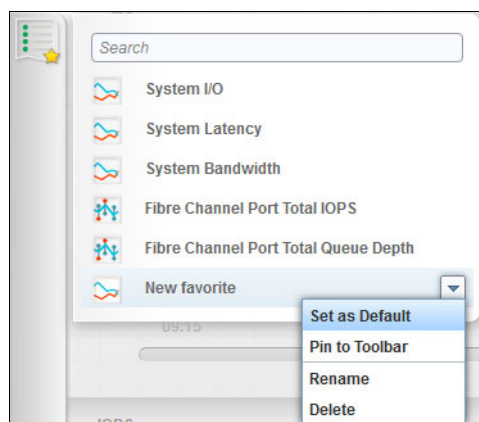 Search
System I/O
System Latency
System Bandwidth
Fibre Channel Port Total IOPS
Fibre Channel Port Total Queue Depth
New favorite
Set as Default
09:15
Pin to Toolbar
Rename
Delete
IOPS